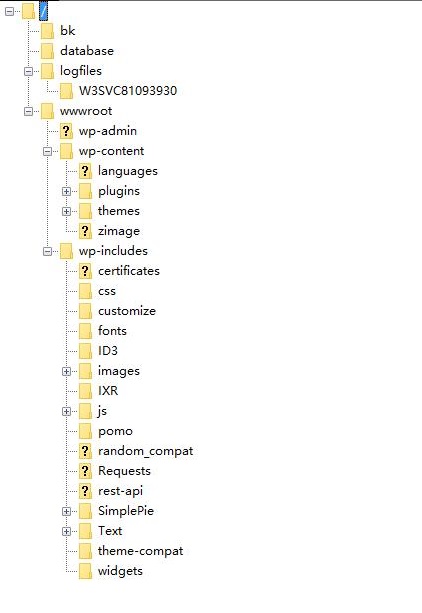 /
bk
database
logfiles
W3SVC81093930
wwwroot
? wp-admin
wp-content
? languages
plugins
themes
? zimage
wp-includes
? certificates
css
customize
fonts
ID3
images
IXR
js
pomo
? random_compat
? Requests
? rest-api
SimplePie
Text
theme-compat
widgets